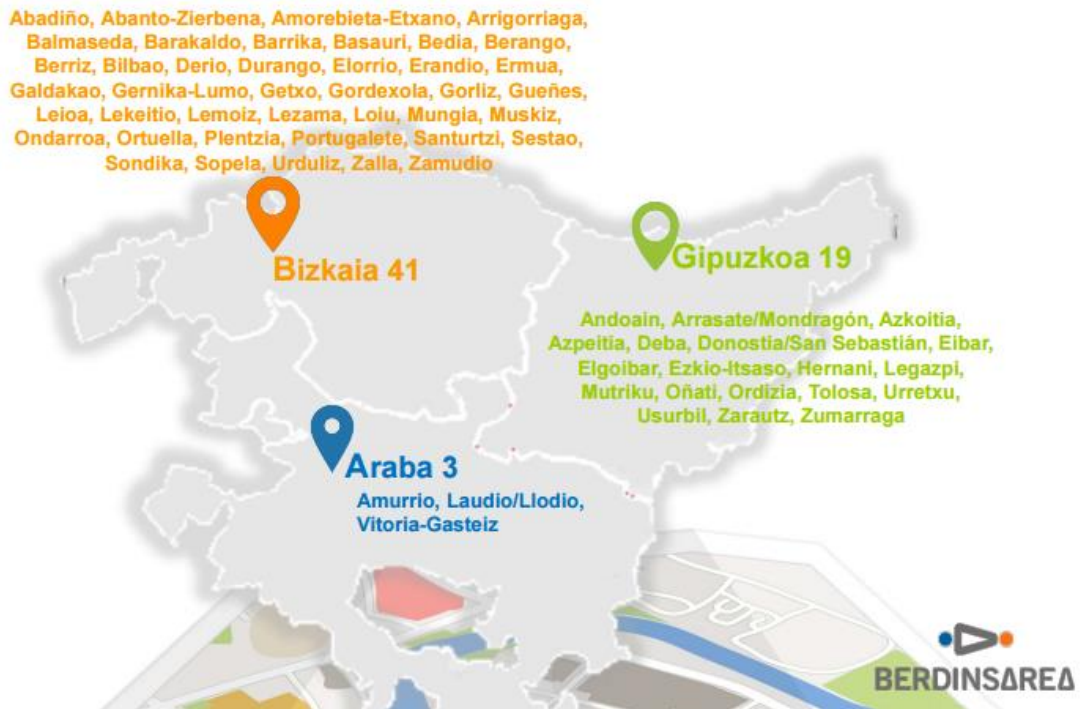 Abadiño, Abanto-Zierbena, Amorebieta-Etxano, Arrigorriaga,
Balmaseda, Barakaldo, Barrika, Basauri, Bedia, Berango,
Berriz, Bilbao, Derio, Durango, Elorrio, Erandio, Ermua,
Galdakao, Gernika-Lumo, Getxo, Gordexola, Gorliz, Gueñes,
Leioa, Lekeitio, Lemoiz, Lezama, Loiu, Mungia, Muskiz,
Ondarroa, Ortuella, Plentzia, Portugalete, Santurtzi, Sestao,
Sondika, Sopela, Urduliz, Zalla, Zamudio
Bizkaia 41
Gipuzkoa 19
Andoain, Arrasate/Mondragón, Azkoitia,
Azpeitia, Deba, Donostia/San Sebastián, Eibar,
Elgoibar, Ezkio-Itsaso, Hernani, Legazpi,
Mutriku, Oñati, Ordizia, Tolosa, Urretxu,
Usurbil, Zarautz, Zumarraga
Araba 3
Amurrio, Laudio/Llodio,
Vitoria-Gasteiz
BERDINSAREA